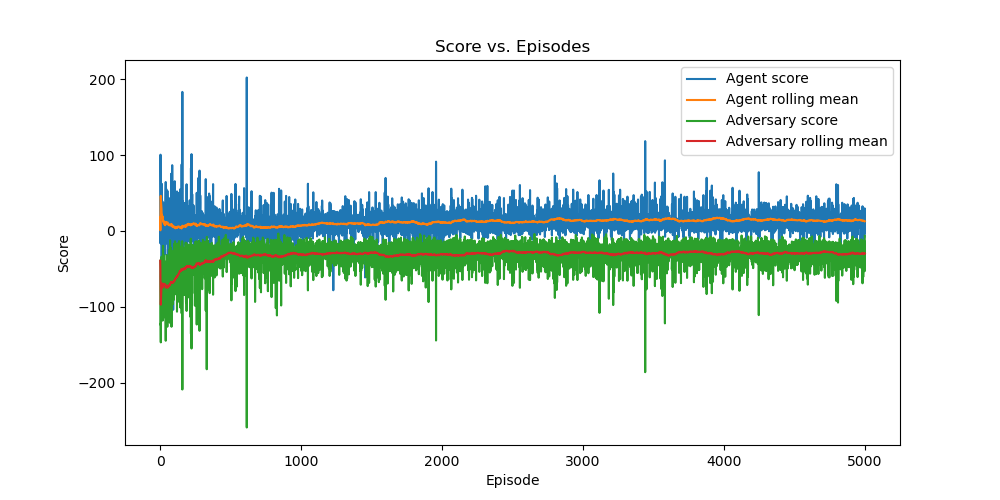 Score vs. Episodes
Agent score
Agent rolling mean
Adversary score
Adversary rolling mean
200
100
0
−100
−200
Score
0
1000
2000
3000
4000
5000
Episode